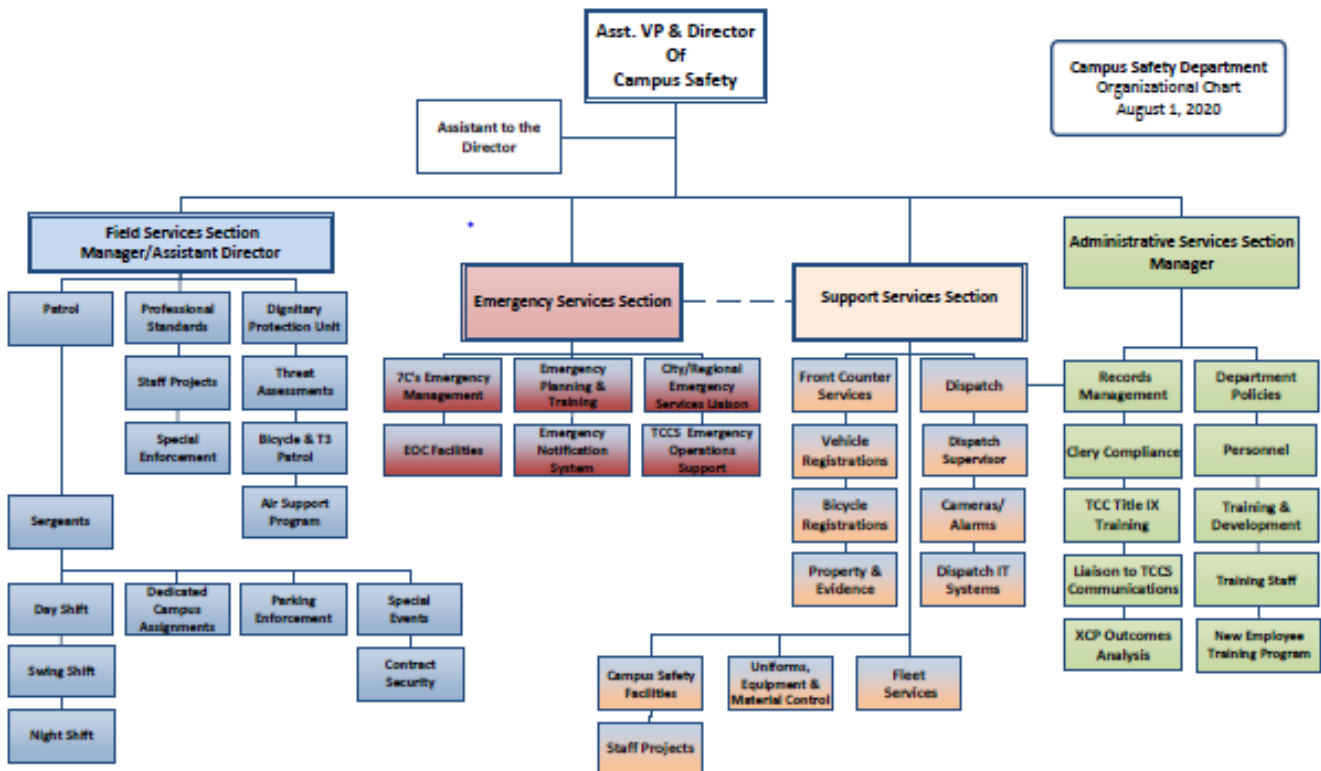 Asst. VP & Director
Of
Campus Safety
Campus Safety Department
Organizational Chart
August 1, 2020
Assistant to the
Director
Field Services Section
Manager/Assistant Director
Emergency Services Section
Support Services Section
Administrative Services Section
Manager
Patrol
Professional
Standards
Dignitary
Protection Unit
Staff Projects
Threat
Assessments
Special
Enforcement
Bicycle & T3
Patrol
Air Support
Program
Sergeants
Day Shift
Dedicated
Campus
Assignments
Parking
Enforcement
Special
Events
Swing Shift
Contract
Security
Night Shift
7C's Emergency
Management
Emergency
Planning &
Training
City/Regional
Emergency
Services Liaison
EOC Facilities
Emergency
Notification
System
TCCS Emergency
Operations
Support
Front Counter
Services
Dispatch
Vehicle
Registrations
Dispatch
Supervisor
Bicycle
Registrations
Cameras/
Alarms
Property &
Evidence
Dispatch IT
Systems
Campus Safety
Facilities
Uniforms,
Equipment &
Material Control
Fleet
Services
Staff Projects
Records
Management
Department
Policies
Clery Compliance
Personnel
TCC Title IX
Training
Training &
Development
Liaison to TCCS
Communications
Training Staff
XCP Outcomes
Analysis
New Employee
Training Program